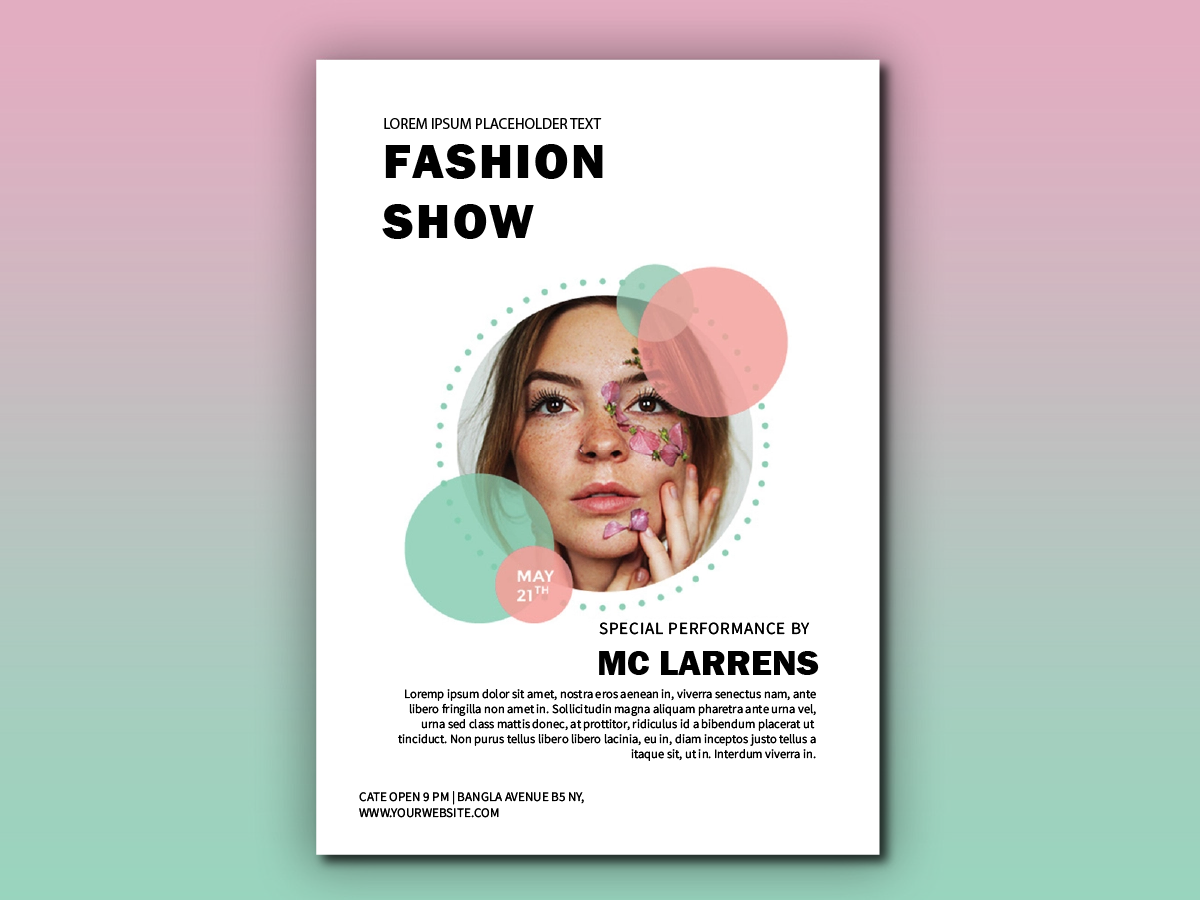 LOREM IPSUM PLACEHOLDER TEXT
FASHION
SHOW
MAY
21TH
SPECIAL PERFORMANCE BY
MC LARRENS
Loremp ipsum dolor sit amet, nostra eros aenean in, viverra senectus nam, ante
libero fringilla non amet in. Sollicitudin magna aliquam pharetra ante urna vel,
urna sed class mattis donec, at prottitor, ridiculus id a bibendum placerat ut
tinciduct. Non purus tellus libero libero lacinia, eu in, diam inceptos justo tellus a
itaque sit, ut in. Interdum viverra in.
CATE OPEN 9 PM | BANGLA AVENUE B5 NY,
WWW.YOURWEBSITE.COM